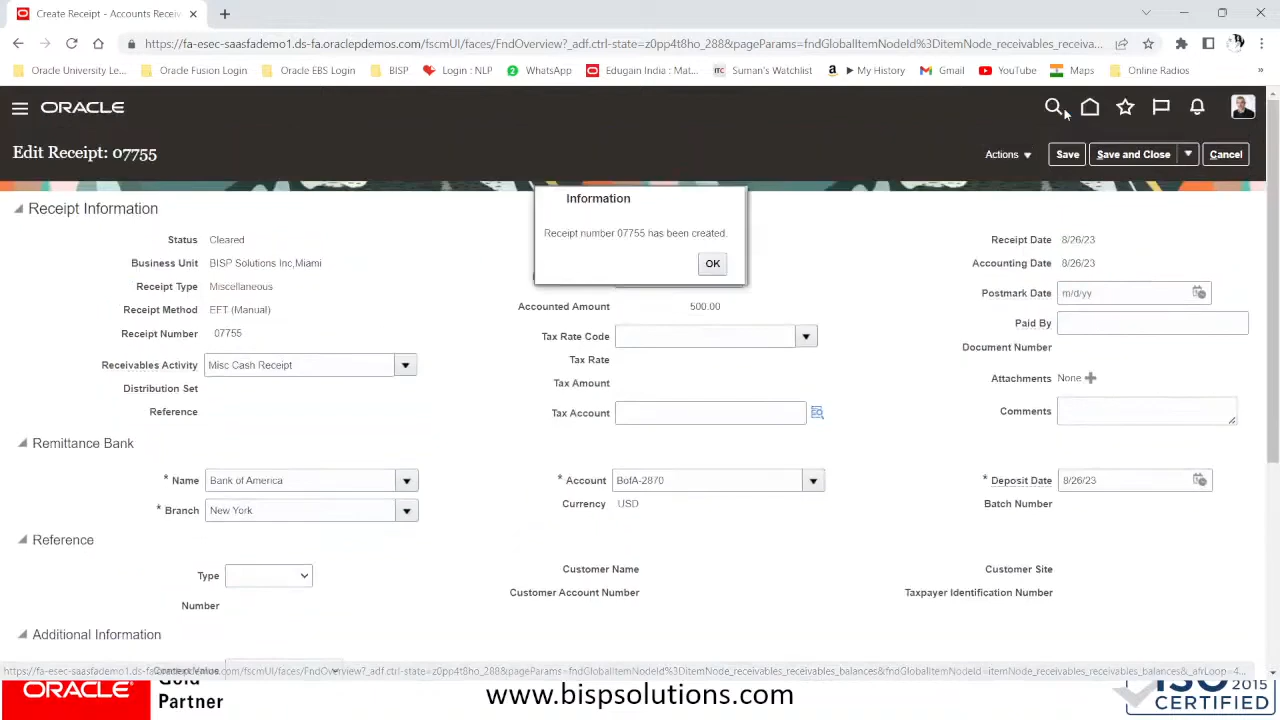 Create Receipt - Accounts Receiv
https://fa-esec-saasfademo1.ds-fa.oraclepdemos.com/fscmUI/faces/FndOverview?_adf.ctrl-state=z0pp4t8ho_288&pageParams=fndGlobalItemNodeId%3DitemNode_receivables_receiva...
Oracle University Le... Oracle Fusion Login Oracle EBS Login BISP Login : NLP WhatsApp Edugain India : Mat... ITC Suman's Watchlist a ▶ My History Gmail YouTube Maps Online Radios »
ORACLE
Edit Receipt: 07755 Actions Save Save and Close Cancel
Information
Receipt number 07755 has been created.
OK
Receipt Information
Status Cleared Receipt Date 8/26/23
Business Unit BISP Solutions Inc,Miami Accounting Date 8/26/23
Receipt Type Miscellaneous Postmark Date m/d/yy
Receipt Method EFT (Manual) Accounted Amount 500.00 Paid By
Receipt Number 07755 Tax Rate Code Document Number
Receivables Activity Misc Cash Receipt Tax Rate Attachments None
Distribution Set Tax Amount
Reference Tax Account Comments
Remittance Bank
* Name Bank of America * Account BofA-2870 * Deposit Date 8/26/23
* Branch New York Currency USD Batch Number
Reference
Type Customer Name Customer Site
Number Customer Account Number Taxpayer Identification Number
Additional Information
ORACLE Gold
Partner
www.bispsolutions.com
ISO 2015
CERTIFIED